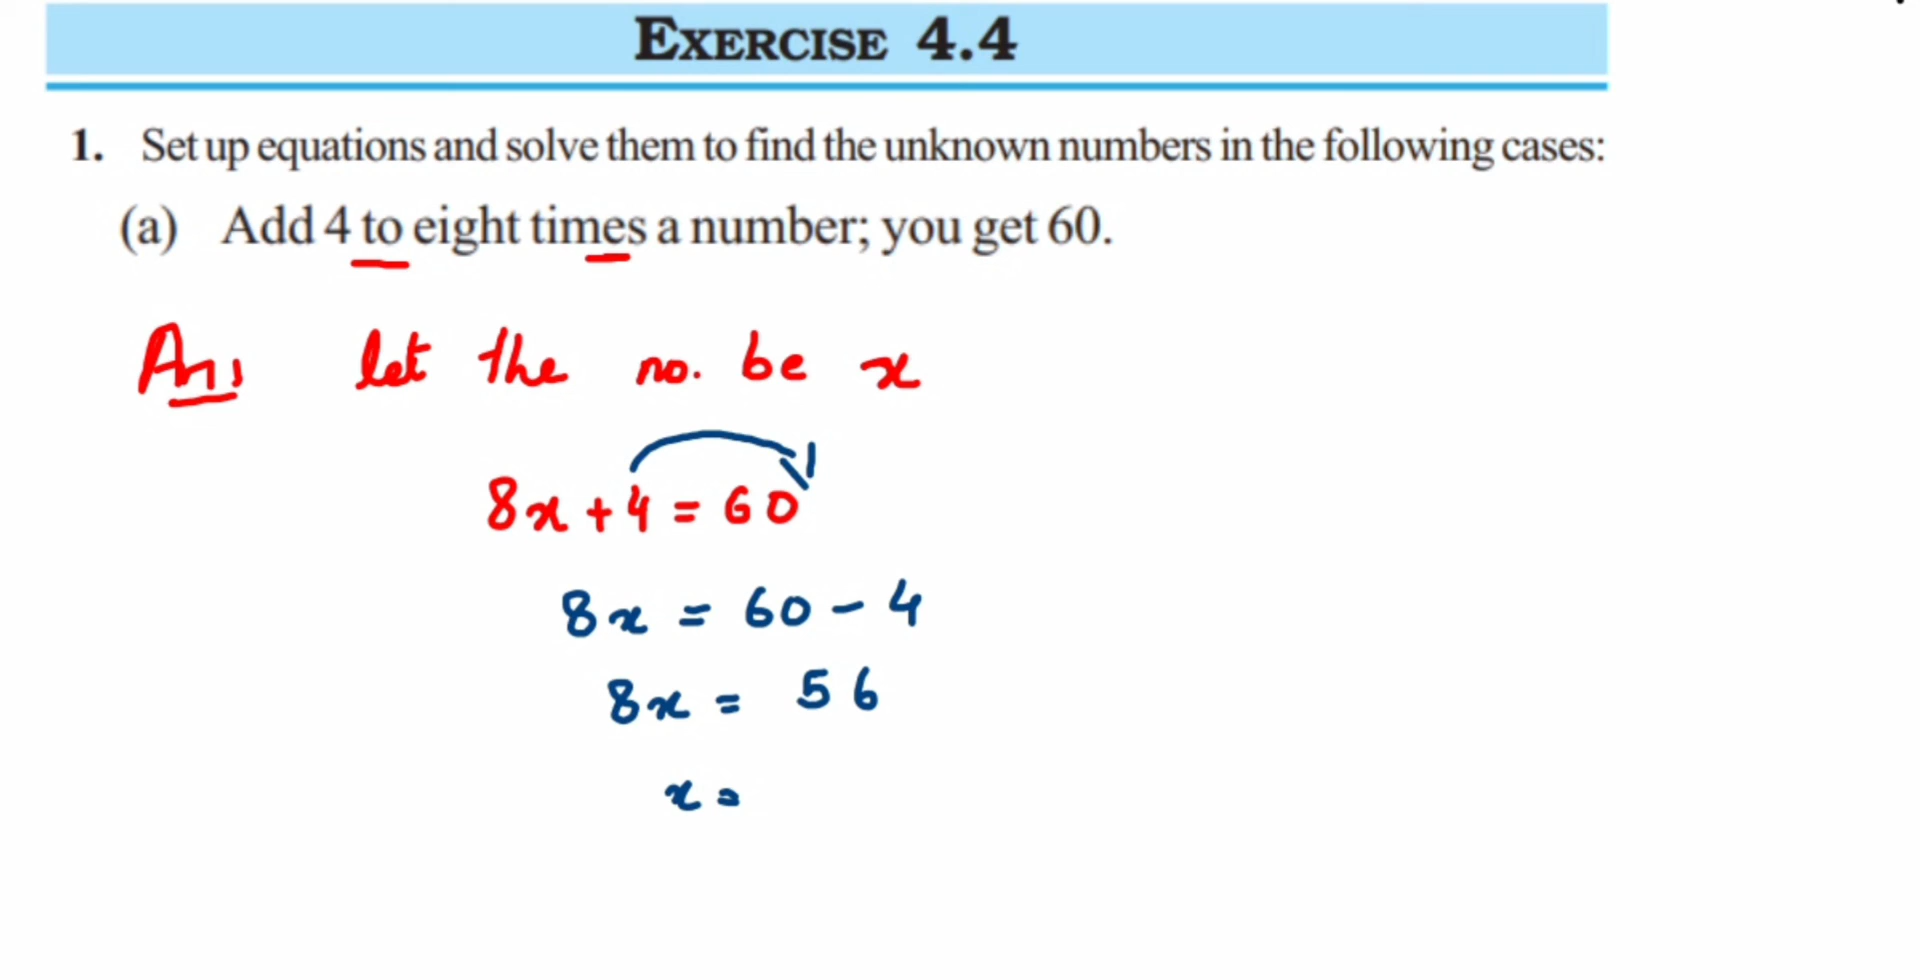 EXERCISE 4.4
1. Set up equations and solve them to find the unknown numbers in the following cases:
(a) Add 4 to eight times a number; you get 60.
Ans let the no. be x
8x + 4 = 60
8x = 60 - 4
8x = 56
x =